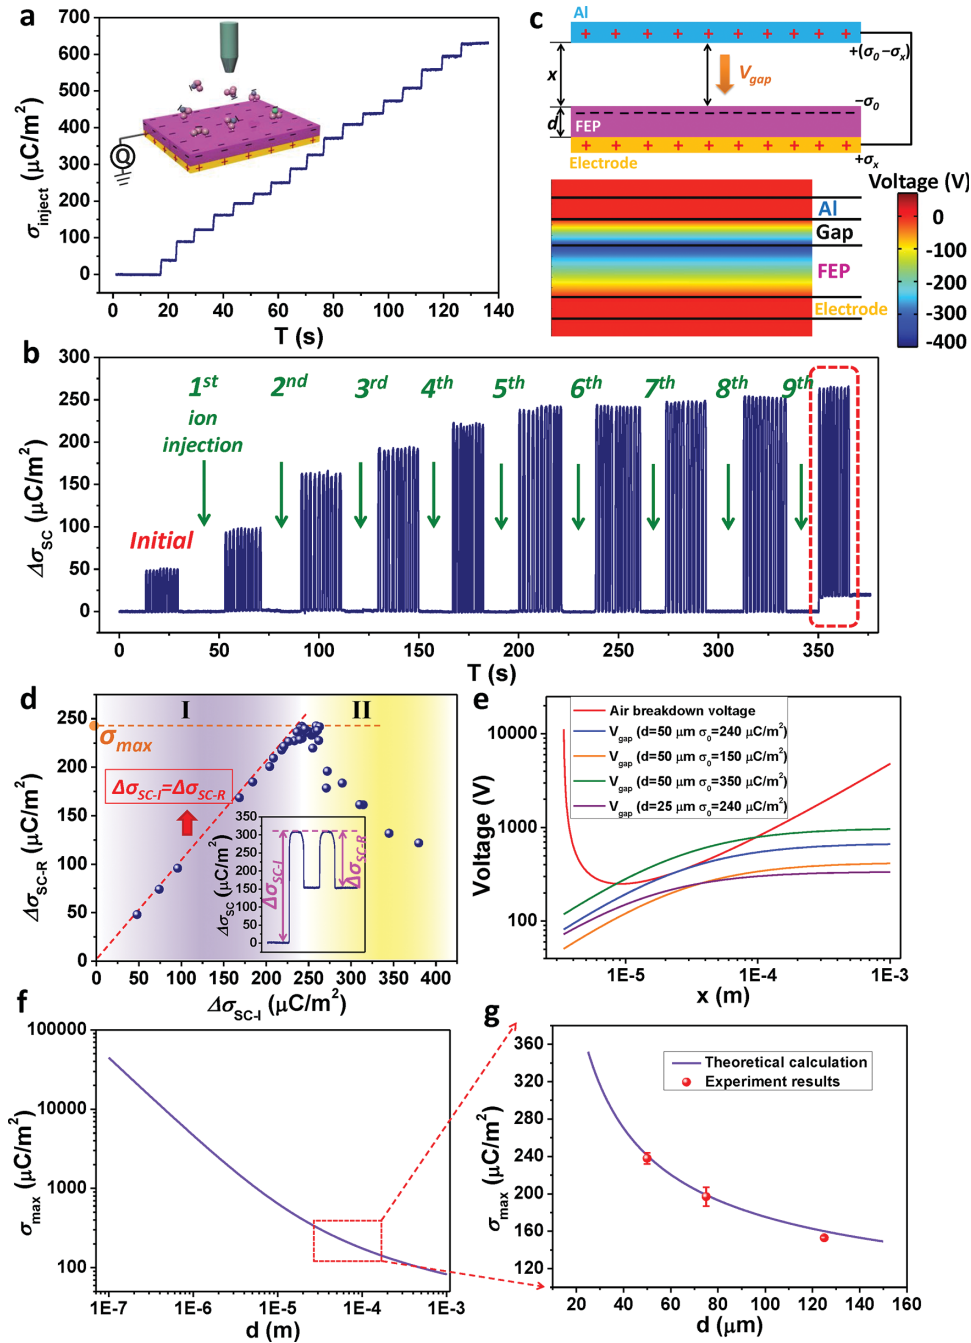 a
700
600
500
400
300
200
100
0
σinject (μC/m²)
Q
0 20 40 60 80 100 120 140
T (s)
c
Al
+ + + + + + + + + +
+(σ₀−σₓ)
x
Vgap
−σ₀
d
FEP
Electrode
+ + + + + + + + + +
+σₓ
Voltage (V)
Al
Gap
FEP
Electrode
0
-100
-200
-300
-400
b
300
250
200
150
100
50
0
ΔσSC (μC/m²)
1st 2nd 3rd 4th 5th 6th 7th 8th 9th
ion
injection
Initial
0 50 100 150 200 250 300 350
T (s)
d
I
II
250
200
150
100
50
0
ΔσSC-R (μC/m²)
σmax
ΔσSC-I=ΔσSC-R
350
300
250
200
150
100
50
0
ΔσSC (μC/m²)
ΔσSC-I
ΔσSC-R
0 50 100 150 200 250 300 350 400
ΔσSC-I (μC/m²)
e
10000
1000
100
Voltage (V)
Air breakdown voltage
Vgap (d=50 μm σ₀=240 μC/m²)
Vgap (d=50 μm σ₀=150 μC/m²)
Vgap (d=50 μm σ₀=350 μC/m²)
Vgap (d=25 μm σ₀=240 μC/m²)
1E-5 1E-4 1E-3
x (m)
f
100000
10000
1000
100
σmax (μC/m²)
1E-7 1E-6 1E-5 1E-4 1E-3
d (m)
g
360
320
280
240
200
160
120
σmax (μC/m²)
Theoretical calculation
Experiment results
20 40 60 80 100 120 140 160
d (μm)